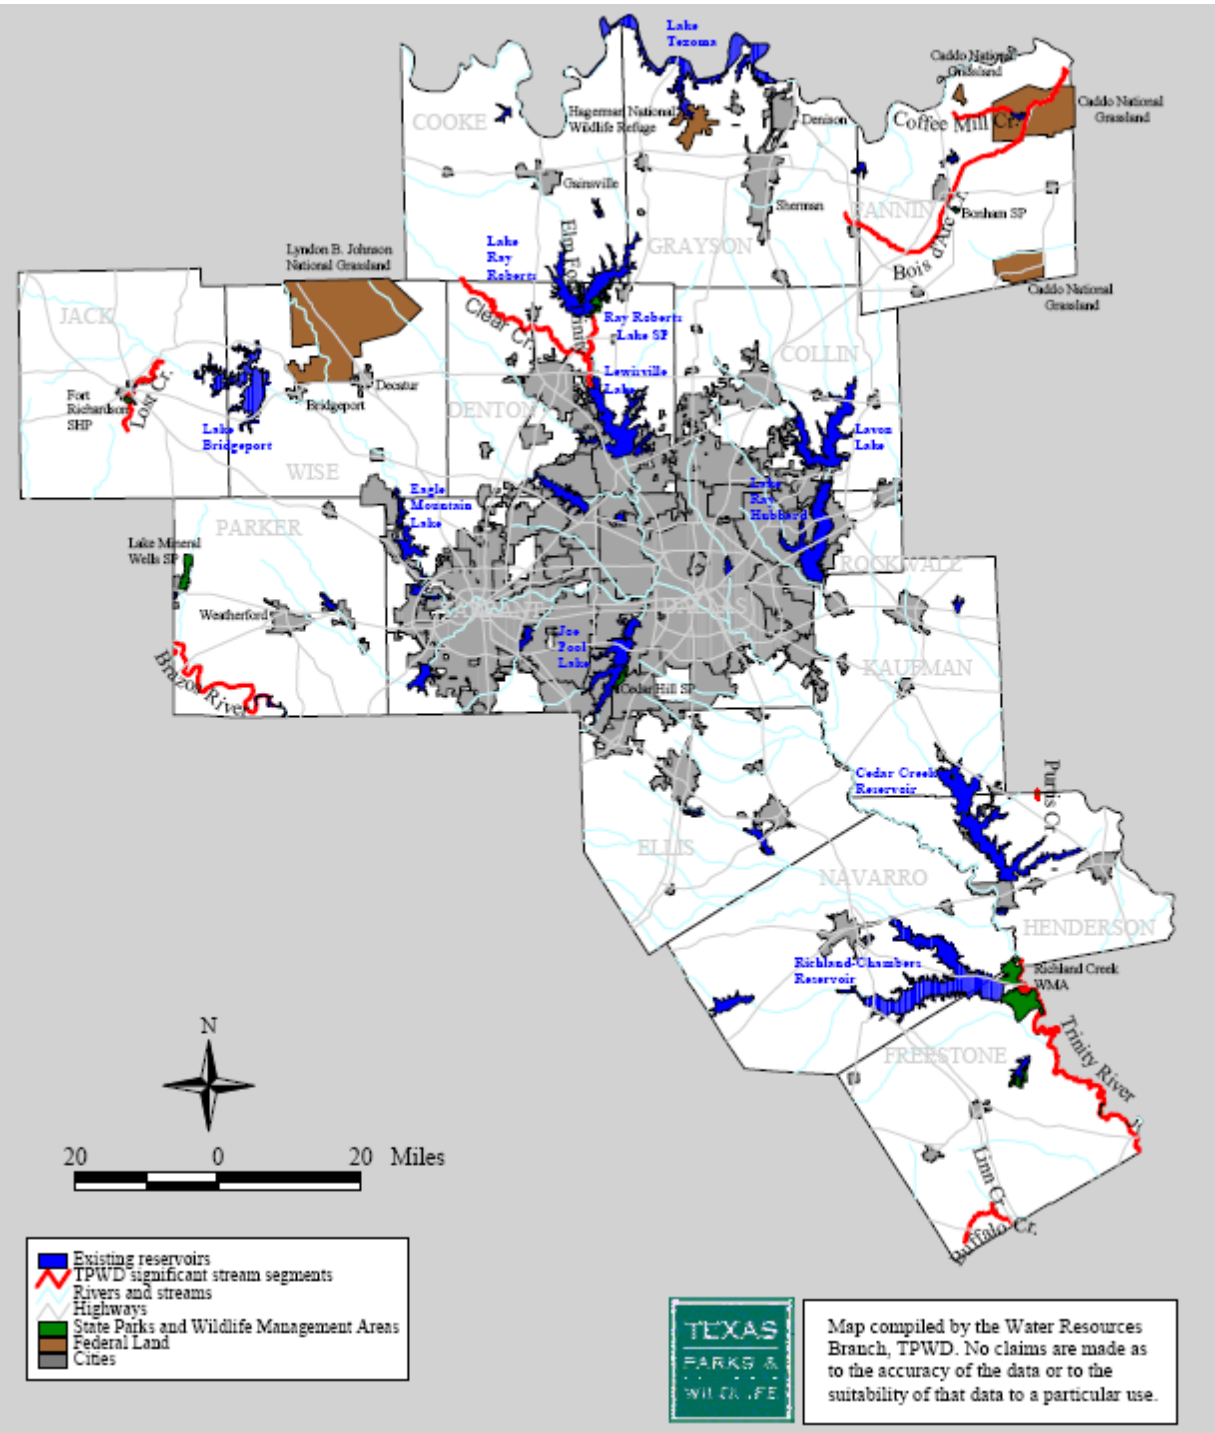 Lake
Texoma
Caddo National
Grassland
COOKE
Hagerman National
Wildlife Refuge
Denison
Coffee Mill Cr.
Caddo National
Grassland
Gainsville
Sherman
FANNIN
Bonham SP
Elm Fork Trinity
GRAYSON
Bois d'Arc Cr.
Lyndon B. Johnson
National Grassland
Lake
Ray
Roberts
Caddo National
Grassland
JACK
Clear Cr.
Ray Roberts
Lake SP
COLLIN
Lewisville
Lake
Fort
Richardson
SHP
Lost Cr.
Decatur
Bridgeport
DENTON
Lake
Bridgeport
Lavon
Lake
WISE
Eagle
Mountain
Lake
Lake
Ray
Hubbard
PARKER
Lake Mineral
Wells SP
ROCKWALL
Weatherford
TARRANT
DALLAS
Joe
Pool
Lake
KAUFMAN
Brazos River
Cedar Hill SP
Cedar Creek
Reservoir
Purtis Cr.
ELLIS
NAVARRO
HENDERSON
Richland-Chambers
Reservoir
Richland Creek
WMA
FREESTONE
Trinity River
Linn Cr.
Buffalo Cr.
N
20 0 20 Miles
Existing reservoirs
TPWD significant stream segments
Rivers and streams
Highways
State Parks and Wildlife Management Areas
Federal Land
Cities
TEXAS
PARKS &
WILDLIFE
Map compiled by the Water Resources
Branch, TPWD. No claims are made as
to the accuracy of the data or to the
suitability of that data to a particular use.